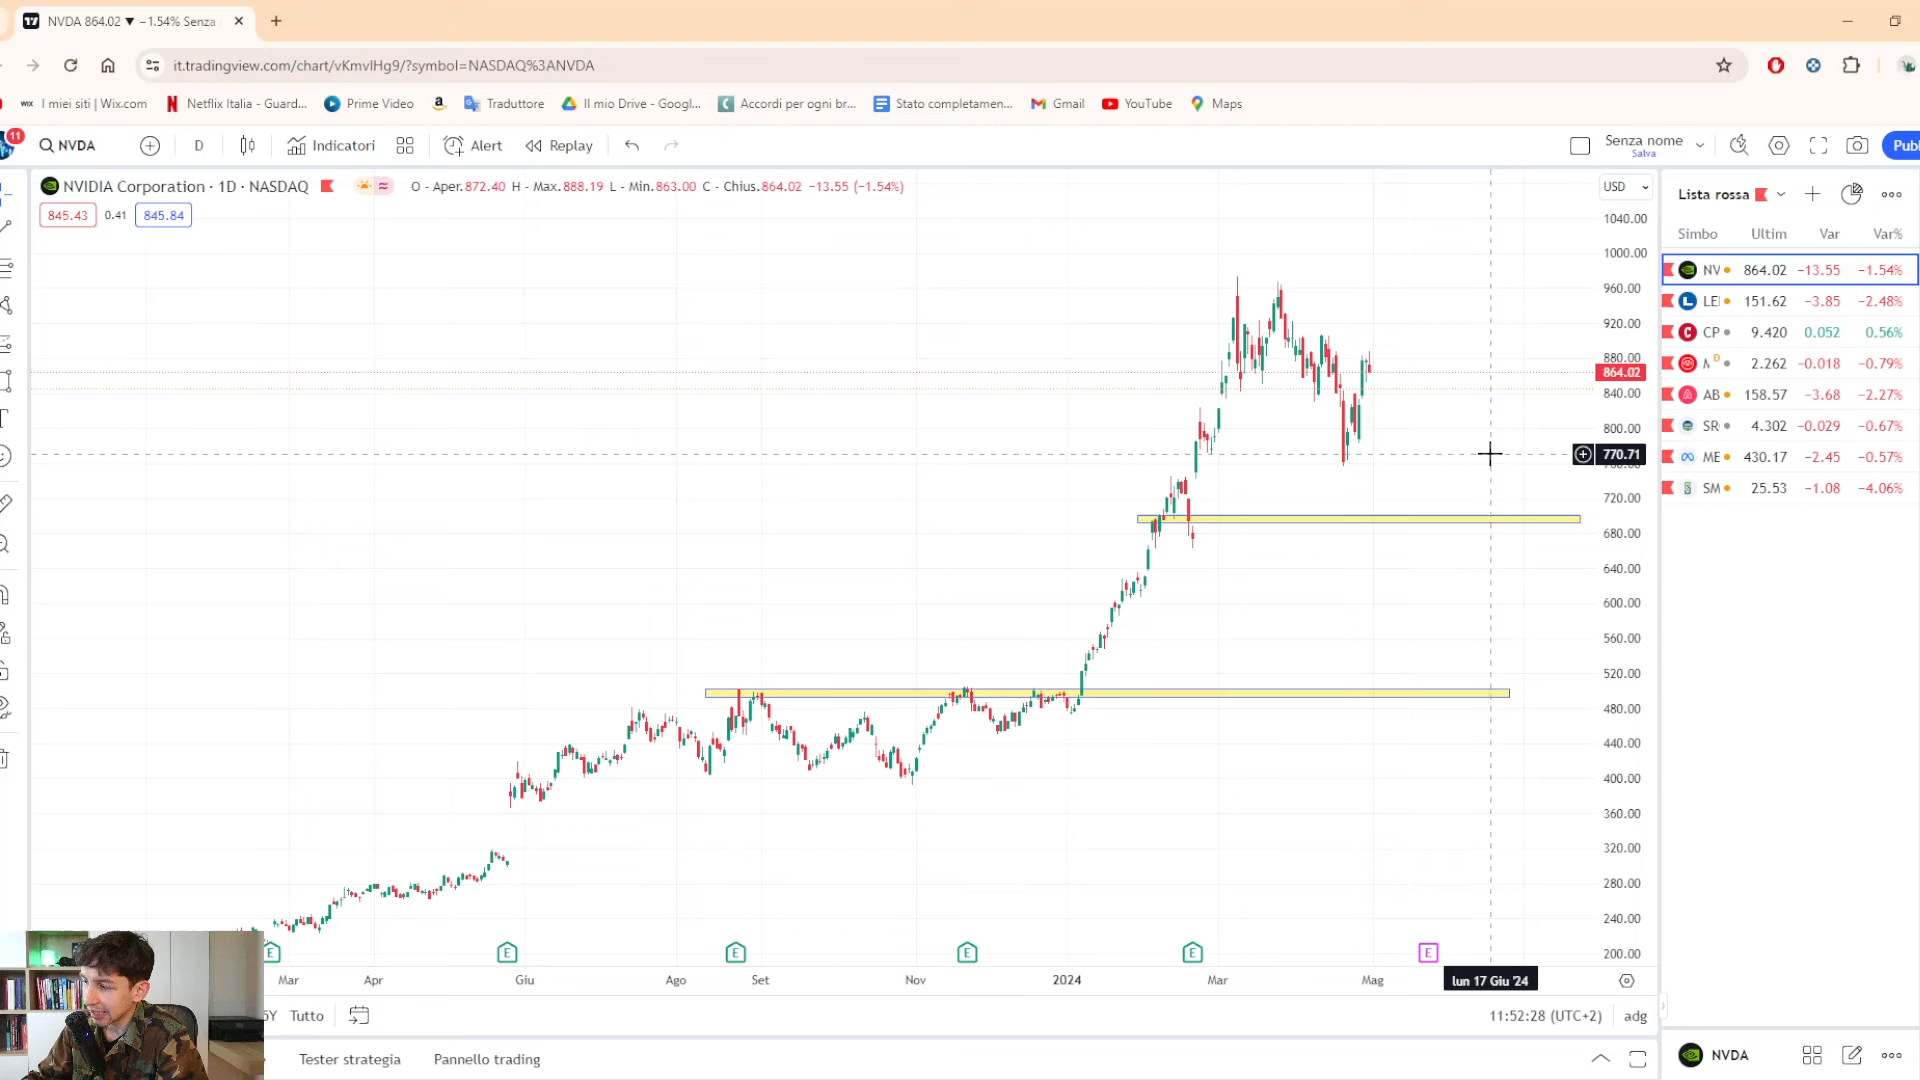 NVDA 864.02 ▼ −1.54% Senza
it.tradingview.com/chart/vKmvIHg9/?symbol=NASDAQ%3ANVDA
WIX I miei siti | Wix.com
Netflix Italia - Guard...
Prime Video
Traduttore
Il mio Drive - Googl...
Accordi per ogni br...
Stato completamen...
Gmail
YouTube
Maps
11
NVDA
D
Indicatori
Alert
Replay
Senza nome
Salva
Publ
NVIDIA Corporation · 1D · NASDAQ
O - Aper.872.40 H - Max.888.19 L - Min.863.00 C - Chius.864.02 −13.55 (−1.54%)
845.43
0.41
845.84
USD
1040.00
1000.00
960.00
920.00
880.00
864.02
840.00
800.00
770.71
720.00
680.00
640.00
600.00
560.00
520.00
480.00
440.00
400.00
360.00
320.00
280.00
240.00
200.00
E
E
E
E
E
E
Mar
Apr
Giu
Ago
Set
Nov
2024
Mar
Mag
lun 17 Giu '24
Tutto
11:52:28 (UTC+2)
adg
Tester strategia
Pannello trading
Lista rossa
Simbo Ultim Var Var%
NV 864.02 −13.55 −1.54%
LE 151.62 −3.85 −2.48%
CP 9.420 0.052 0.56%
D 2.262 −0.018 −0.79%
AB 158.57 −3.68 −2.27%
SR 4.302 −0.029 −0.67%
ME 430.17 −2.45 −0.57%
SM 25.53 −1.08 −4.06%
NVDA